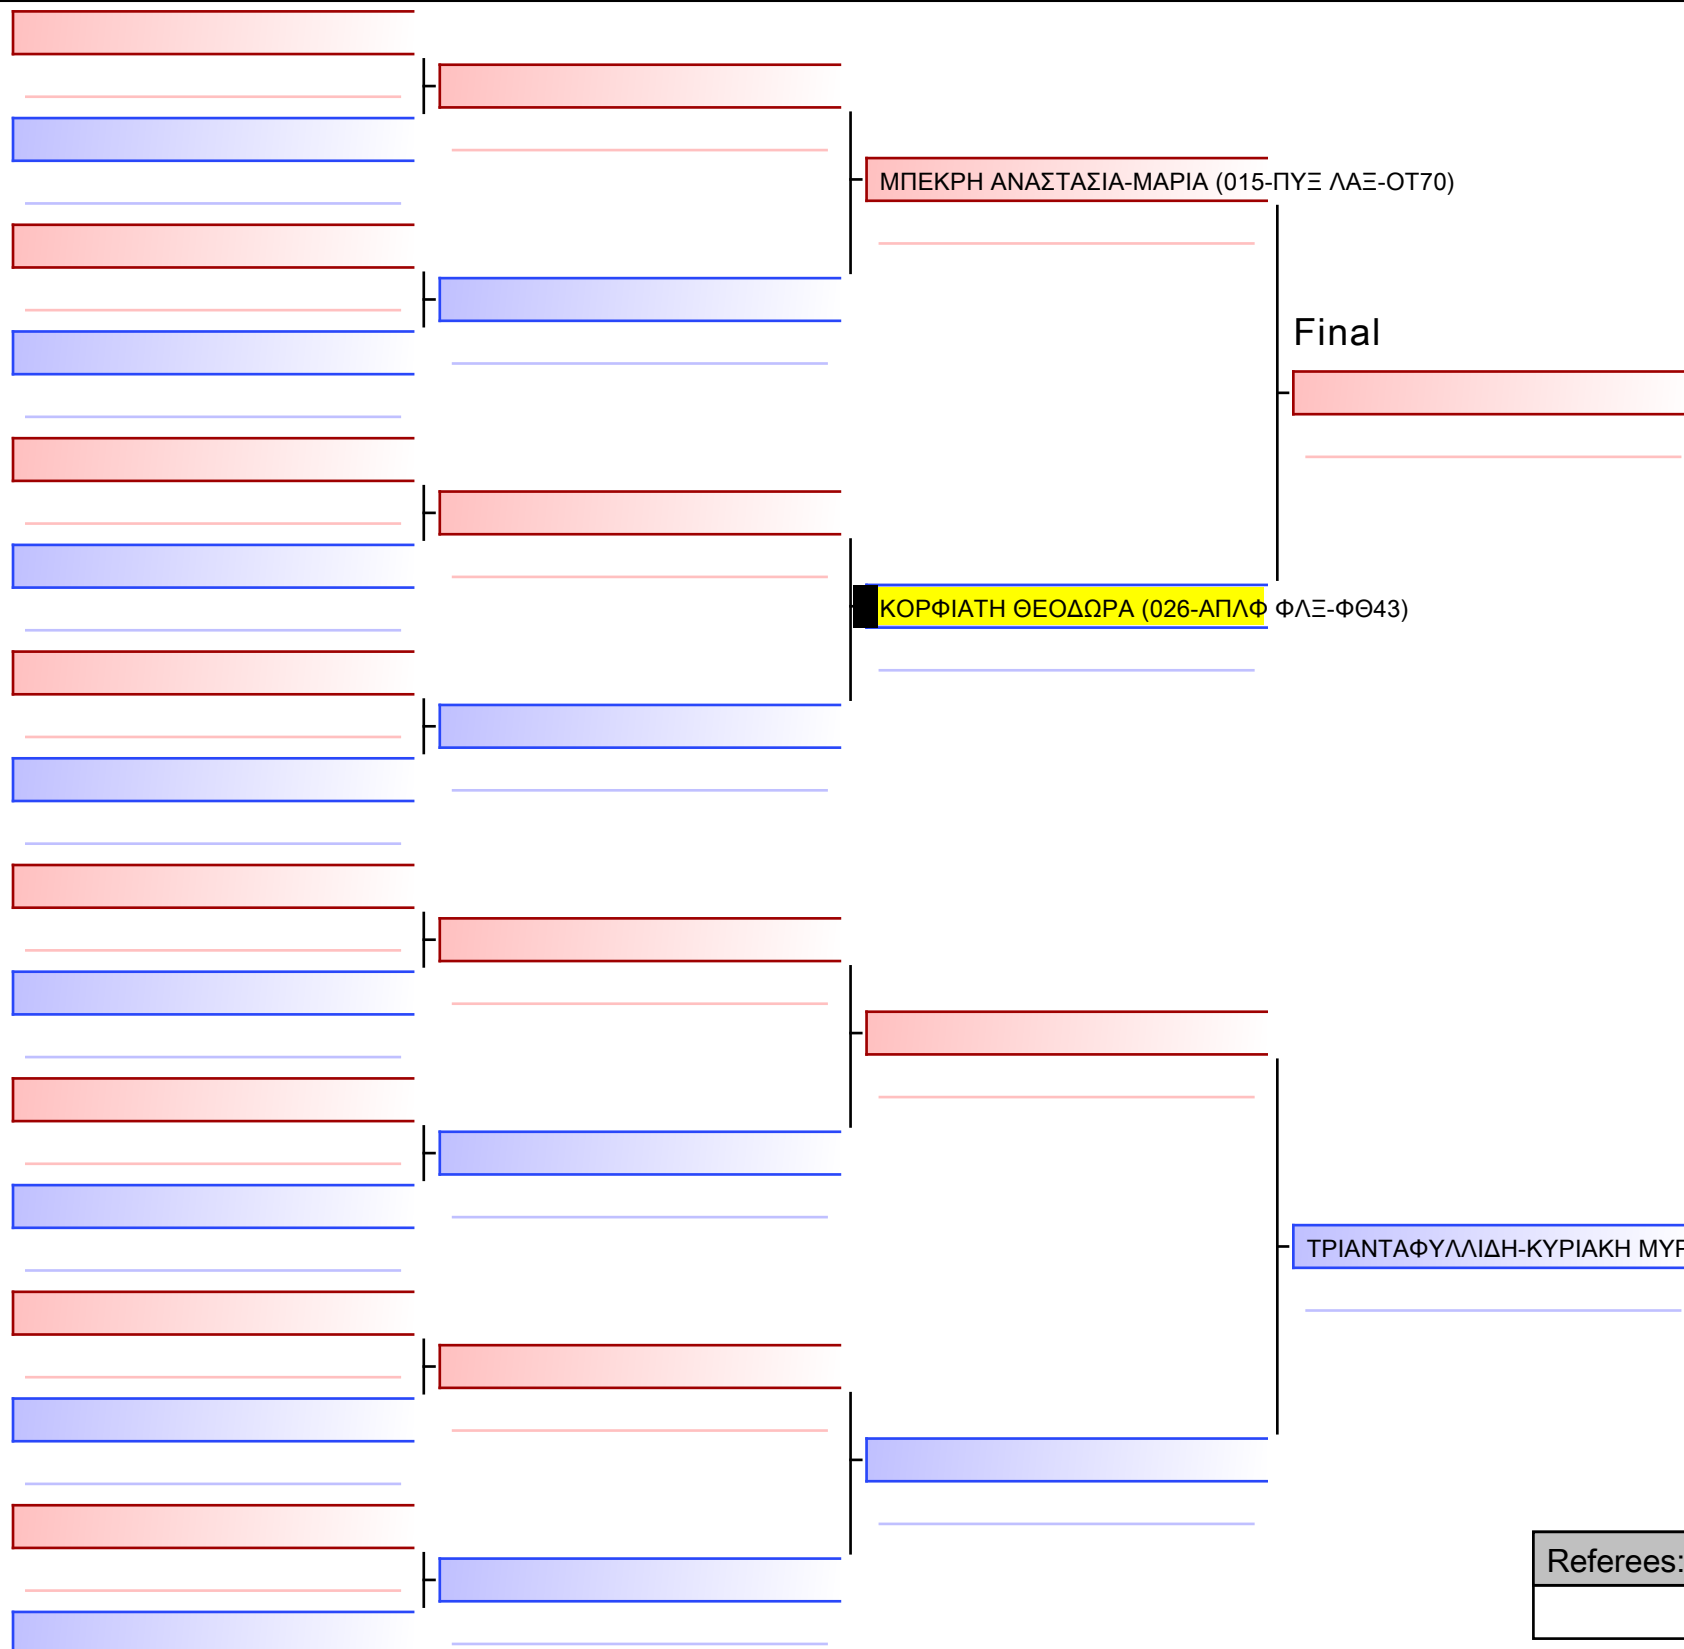 ΜΠΕΚΡΗ ΑΝΑΣΤΑΣΙΑ-ΜΑΡΙΑ (015-ΠΥΞ ΛΑΞ-ΟΤ70)
Final
ΚΟΡΦΙΑΤΗ ΘΕΟΔΩΡΑ (026-ΑΠΛΦ ΦΛΞ-ΦΘ43)
ΤΡΙΑΝΤΑΦΥΛΛΙΔΗ-ΚΥΡΙΑΚΗ
Referees: